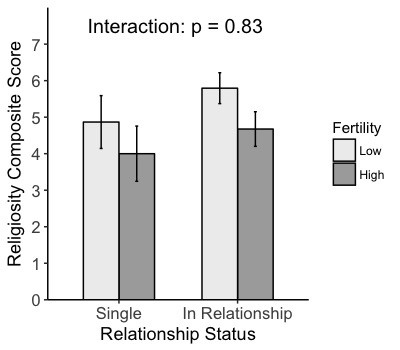 Interaction: p = 0.83
Religiosity Composite Score
7
6
5
4
3
2
1
0
Single
In Relationship
Relationship Status
Fertility
Low
High